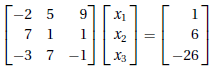 [−2 5 9] [x₁] = [1]
[7 1 1] [x₂] = [6]
[−3 7 −1] [x₃] = [−26]